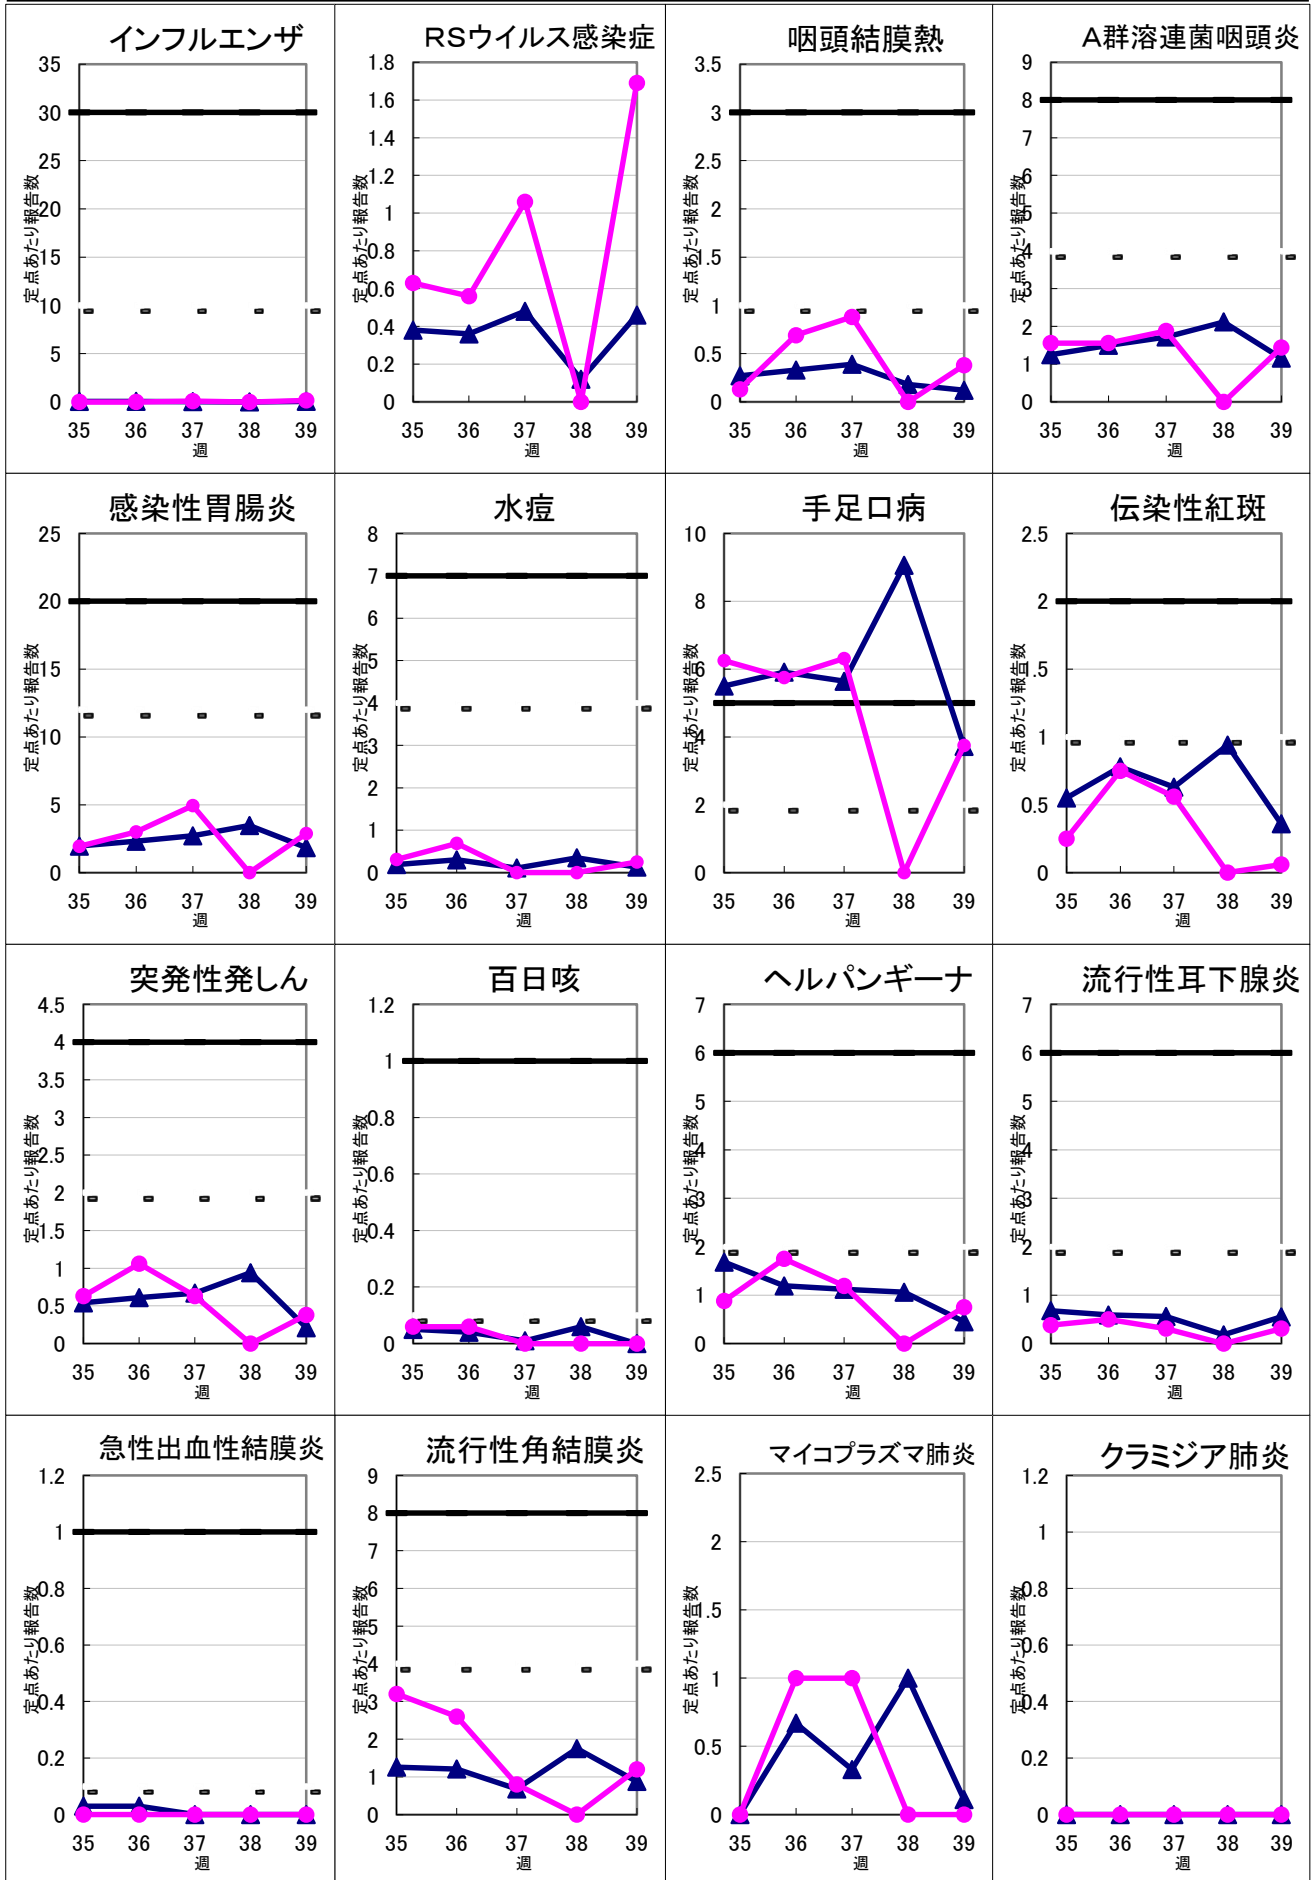 インフルエンザ
35
30
25
20
15
10
5
0
定点あたり報告数
35 36 37 38 39
週
RSウイルス感染症
1.8
1.6
1.4
1.2
1
0.8
0.6
0.4
0.2
0
定点あたり報告数
35 36 37 38 39
週
咽頭結膜熱
3.5
3
2.5
2
1.5
1
0.5
0
定点あたり報告数
35 36 37 38 39
週
A群溶連菌咽頭炎
9
8
7
6
5
4
3
2
1
0
定点あたり報告数
35 36 37 38 39
週
感染性胃腸炎
25
20
15
10
5
0
定点あたり報告数
35 36 37 38 39
週
水痘
8
7
6
5
4
3
2
1
0
定点あたり報告数
35 36 37 38 39
週
手足口病
10
8
6
4
2
0
定点あたり報告数
35 36 37 38 39
週
伝染性紅斑
2.5
2
1.5
1
0.5
0
定点あたり報告数
35 36 37 38 39
週
突発性発しん
4.5
4
3.5
3
2.5
2
1.5
1
0.5
0
定点あたり報告数
35 36 37 38 39
週
百日咳
1.2
1
0.8
0.6
0.4
0.2
0
定点あたり報告数
35 36 37 38 39
週
ヘルパンギーナ
7
6
5
4
3
2
1
0
定点あたり報告数
35 36 37 38 39
週
流行性耳下腺炎
7
6
5
4
3
2
1
0
定点あたり報告数
35 36 37 38 39
週
急性出血性結膜炎
1.2
1
0.8
0.6
0.4
0.2
0
定点あたり報告数
35 36 37 38 39
週
流行性角結膜炎
9
8
7
6
5
4
3
2
1
0
定点あたり報告数
35 36 37 38 39
週
マイコプラズマ肺炎
2.5
2
1.5
1
0.5
0
定点あたり報告数
35 36 37 38 39
週
クラミジア肺炎
1.2
1
0.8
0.6
0.4
0.2
0
定点あたり報告数
35 36 37 38 39
週